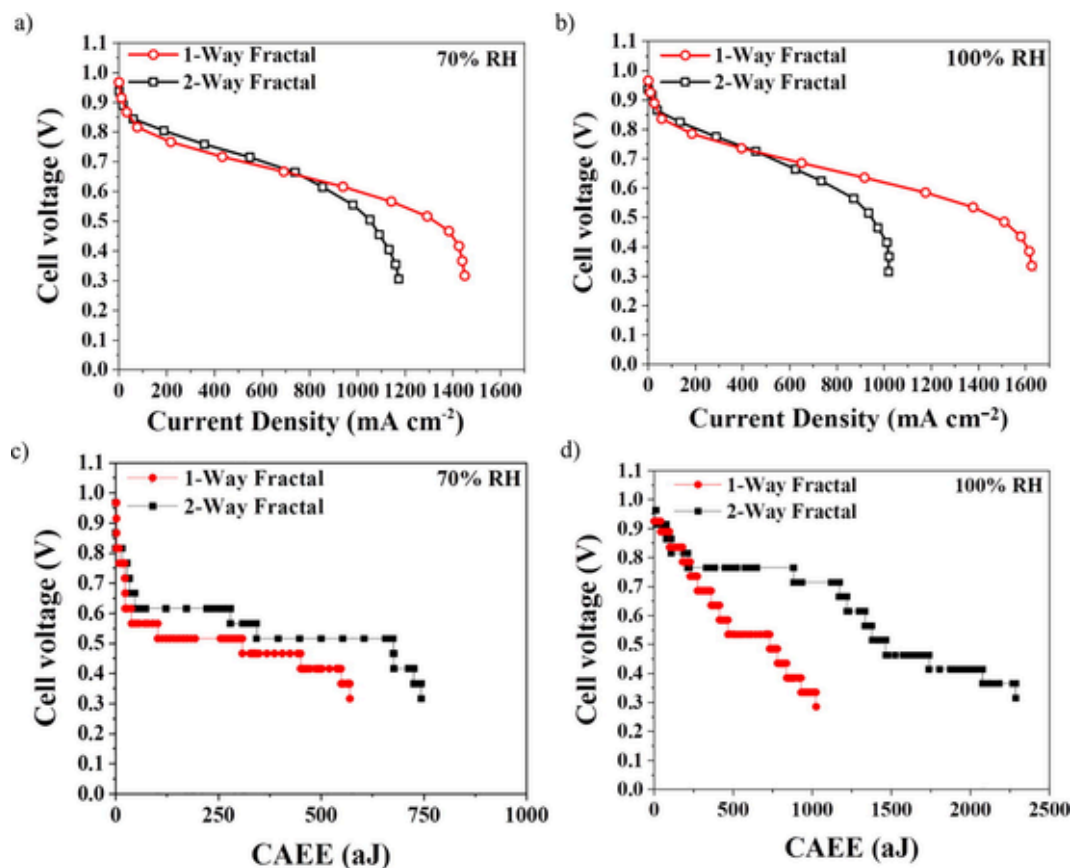 a)
1-Way Fractal
2-Way Fractal
70% RH
1.1
1.0
0.9
0.8
0.7
0.6
0.5
0.4
0.3
0.2
0.1
0.0
Cell voltage (V)
0 200 400 600 800 1000 1200 1400 1600
Current Density (mA cm⁻²)
b)
1-Way Fractal
2-Way Fractal
100% RH
1.1
1.0
0.9
0.8
0.7
0.6
0.5
0.4
0.3
0.2
0.1
0.0
Cell voltage (V)
0 200 400 600 800 1000 1200 1400 1600
Current Density (mA cm⁻²)
c)
1-Way Fractal
2-Way Fractal
70% RH
1.1
1.0
0.9
0.8
0.7
0.6
0.5
0.4
0.3
0.2
0.1
0.0
Cell voltage (V)
0 250 500 750 1000
CAEE (aJ)
d)
1-Way Fractal
2-Way Fractal
100% RH
1.1
1.0
0.9
0.8
0.7
0.6
0.5
0.4
0.3
0.2
0.1
0.0
Cell voltage (V)
0 500 1000 1500 2000 2500
CAEE (aJ)